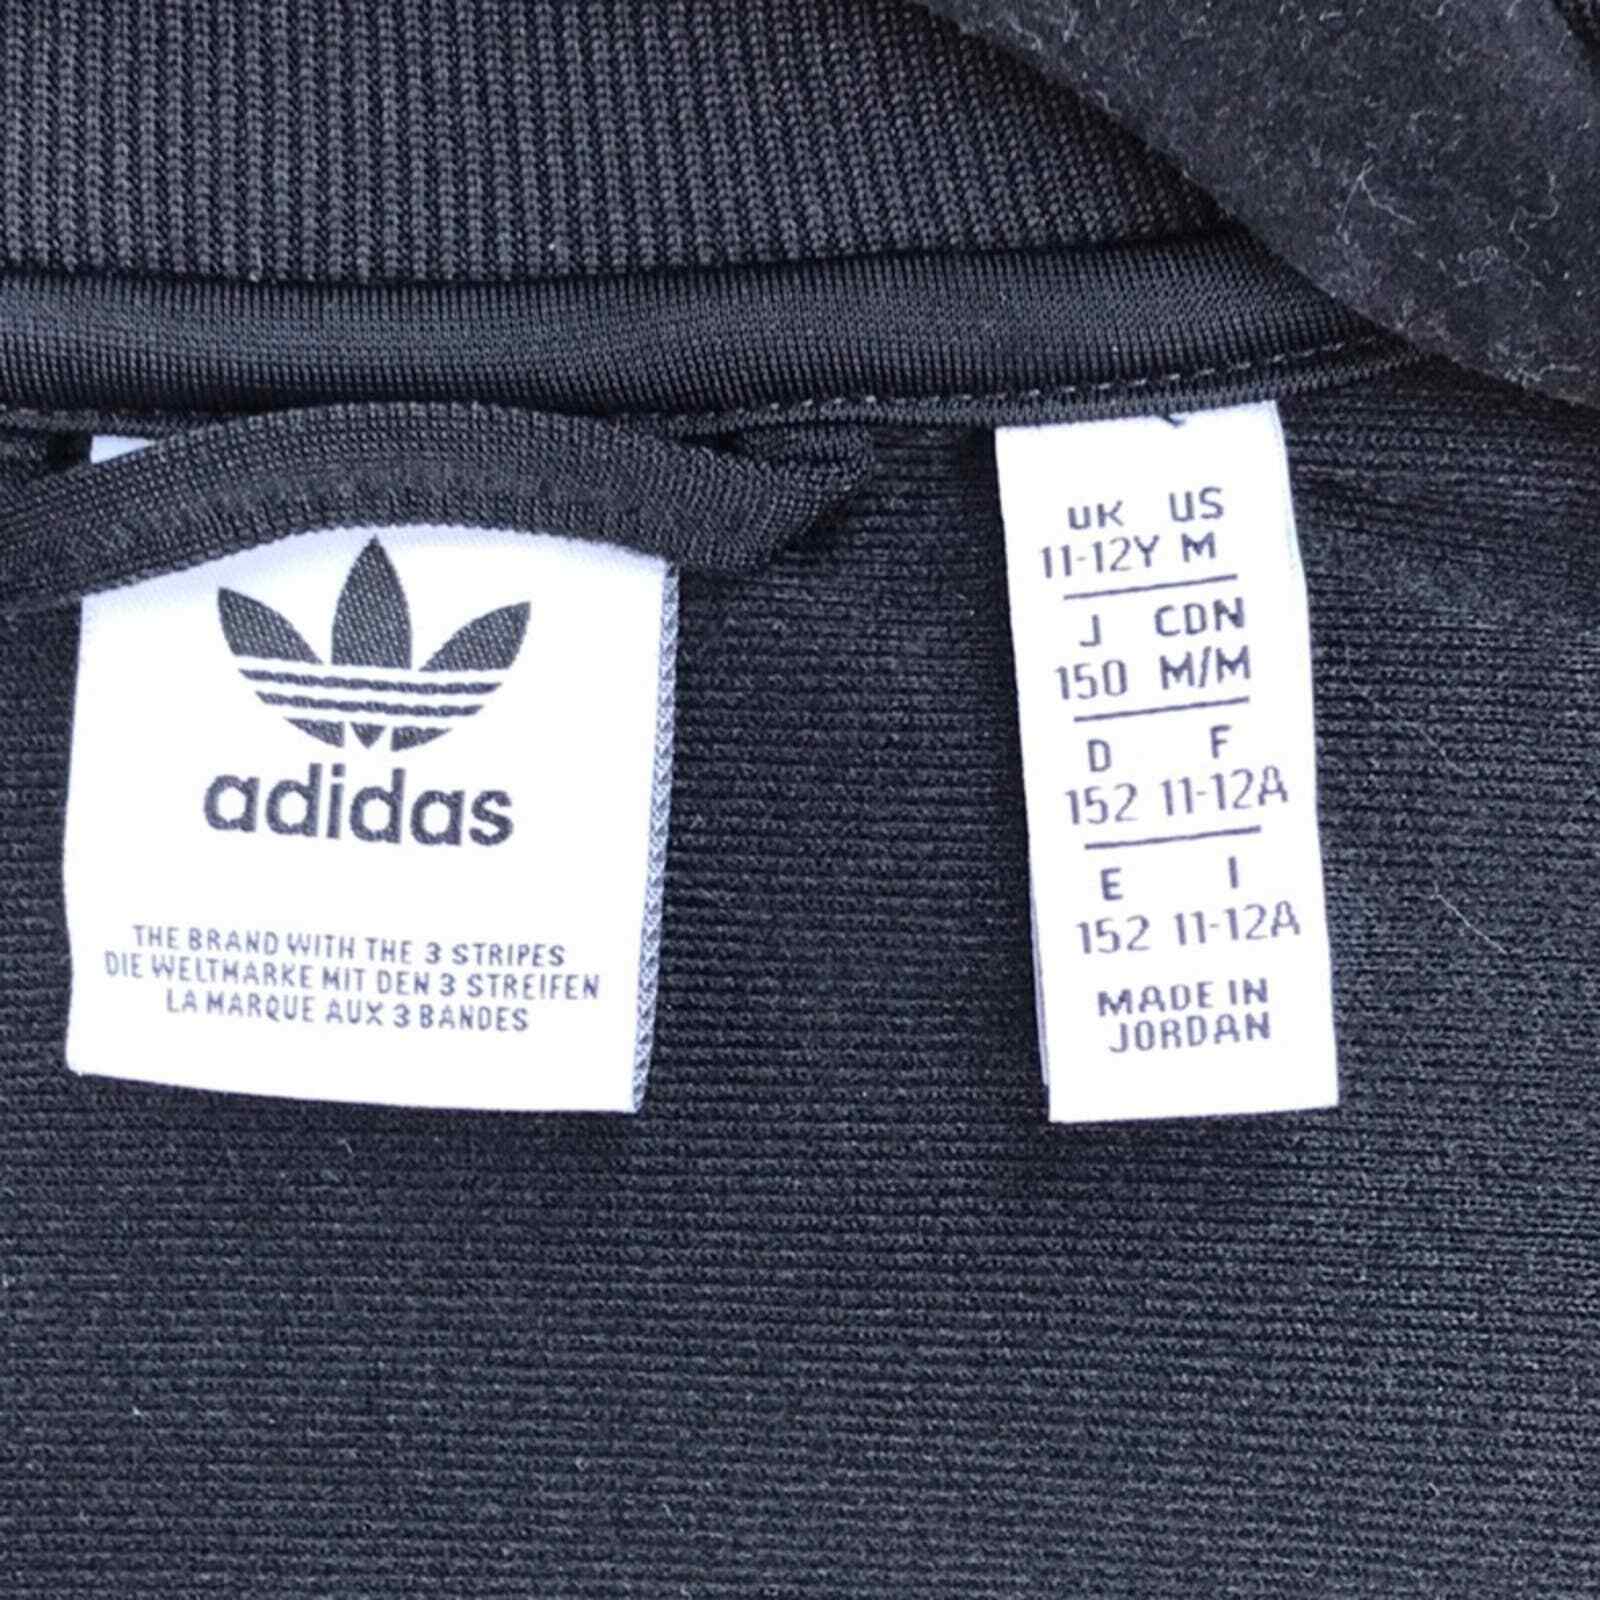 adidas
THE BRAND WITH THE 3 STRIPES
DIE WELTMARKE MIT DEN 3 STREIFEN
LA MARQUE AUX 3 BANDES
UK US
11-12Y M
J CDN
150 M/M
D F
152 11-12A
E I
152 11-12A
MADE IN
JORDAN